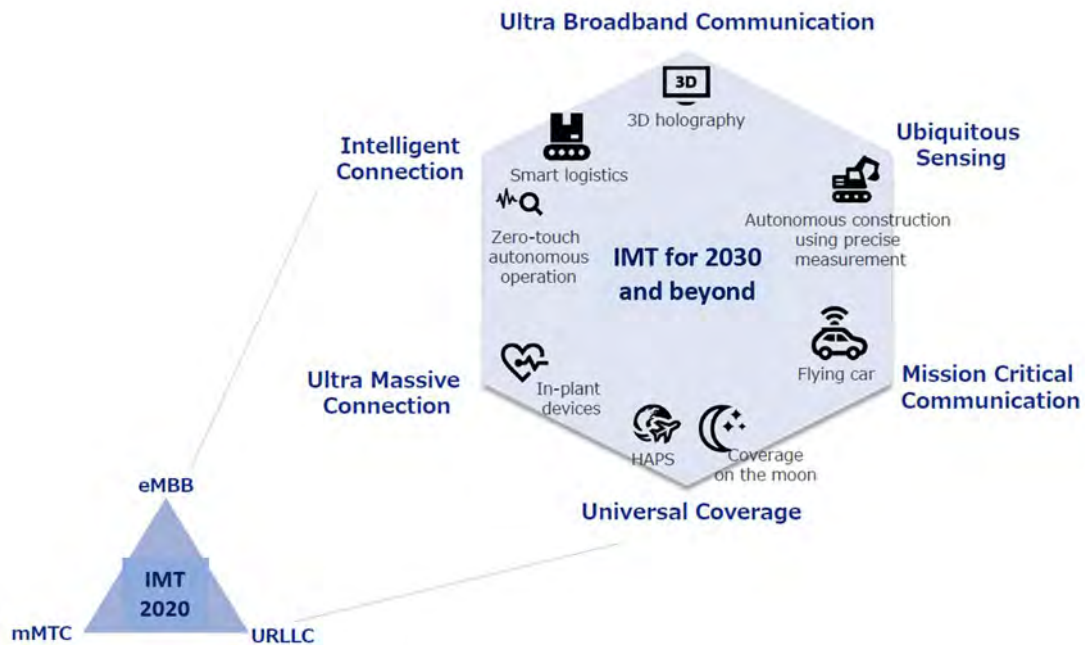 Ultra Broadband Communication
3D
3D holography
Intelligent
Connection
Ubiquitous
Sensing
Smart logistics
Zero-touch
autonomous
operation
Autonomous construction
using precise
measurement
IMT for 2030
and beyond
Ultra Massive
Connection
In-plant
devices
Flying car
Mission Critical
Communication
HAPS
Coverage
on the moon
Universal Coverage
eMBB
IMT
2020
mMTC
URLLC